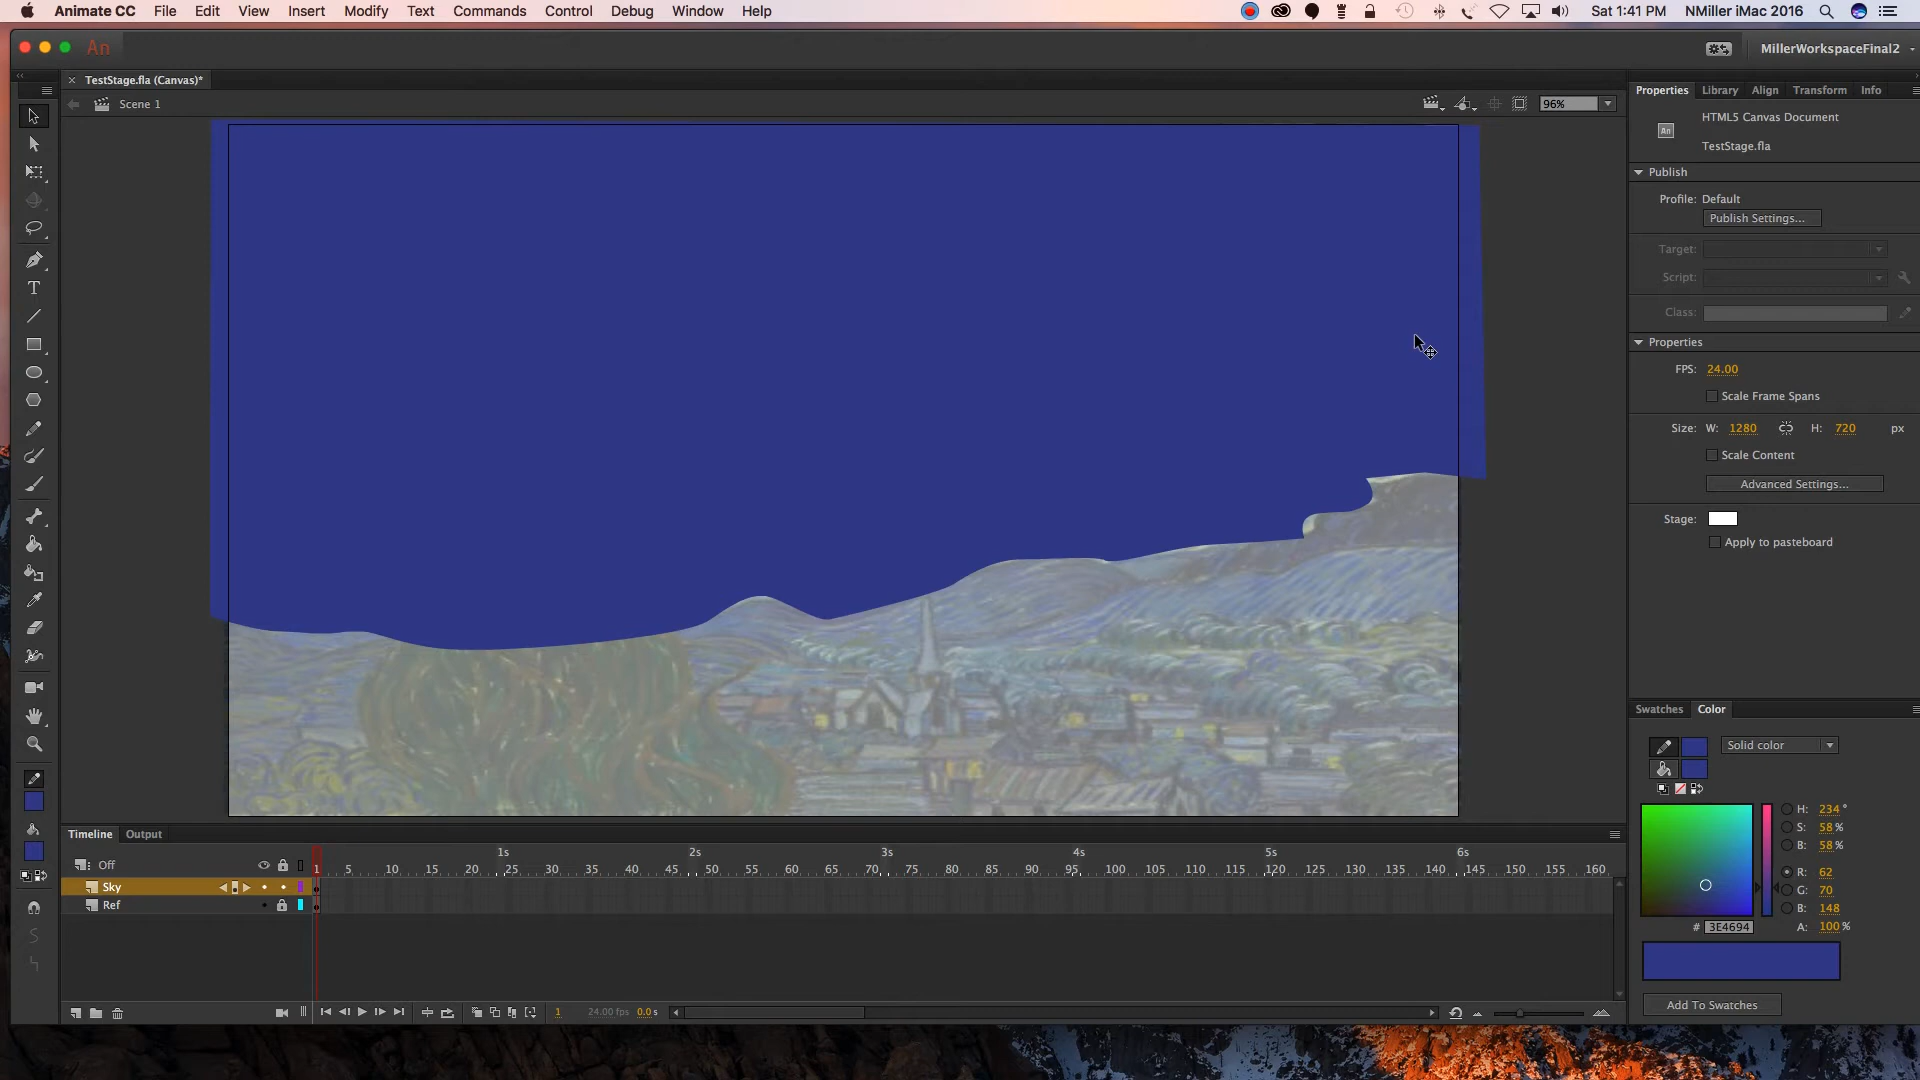 Animate CC File Edit View Insert Modify Text Commands Control Debug Window Help Sat 1:41 PM NMiller iMac 2016
An MillerWorkspaceFinal2
TestStage.fla (Canvas)*
Scene 1 96%
Properties Library Align Transform Info
An HTML5 Canvas Document
TestStage.fla
Publish
Profile: Default
Publish Settings...
Target:
Script:
Class:
Properties
FPS: 24.00
Scale Frame Spans
Size: W: 1280 H: 720 px
Scale Content
Advanced Settings...
Stage:
Apply to pasteboard
T
Swatches Color
Solid color
H: 234 °
S: 58 %
B: 58 %
R: 62
G: 70
B: 148
A: 100 %
# 3E4694
Add To Swatches
Timeline Output
1s 2s 3s 4s 5s 6s
Off 1 5 10 15 20 25 30 35 40 45 50 55 60 65 70 75 80 85 90 95 100 105 110 115 120 125 130 135 140 145 150 155 160
Sky
Ref
1 24.00 fps 0.0 s